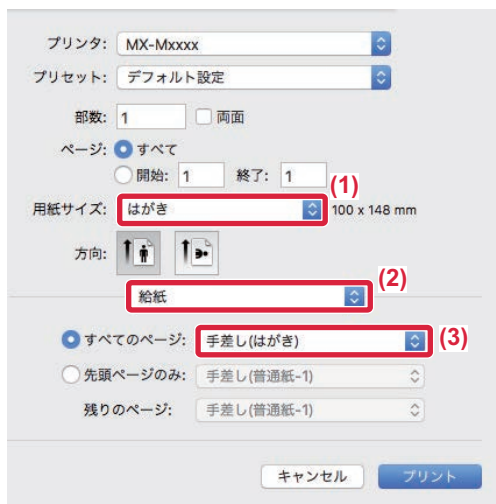 プリンタ: MX-Mxxxx
プリセット: デフォルト設定
部数: 1 両面
ページ: すべて
開始: 1 終了: 1
(1)
用紙サイズ: はがき 100 x 148 mm
方向:
(2)
給紙
すべてのページ: 手差し(はがき) (3)
先頭ページのみ: 手差し(普通紙-1)
残りのページ: 手差し(普通紙-1)
キャンセル プリント